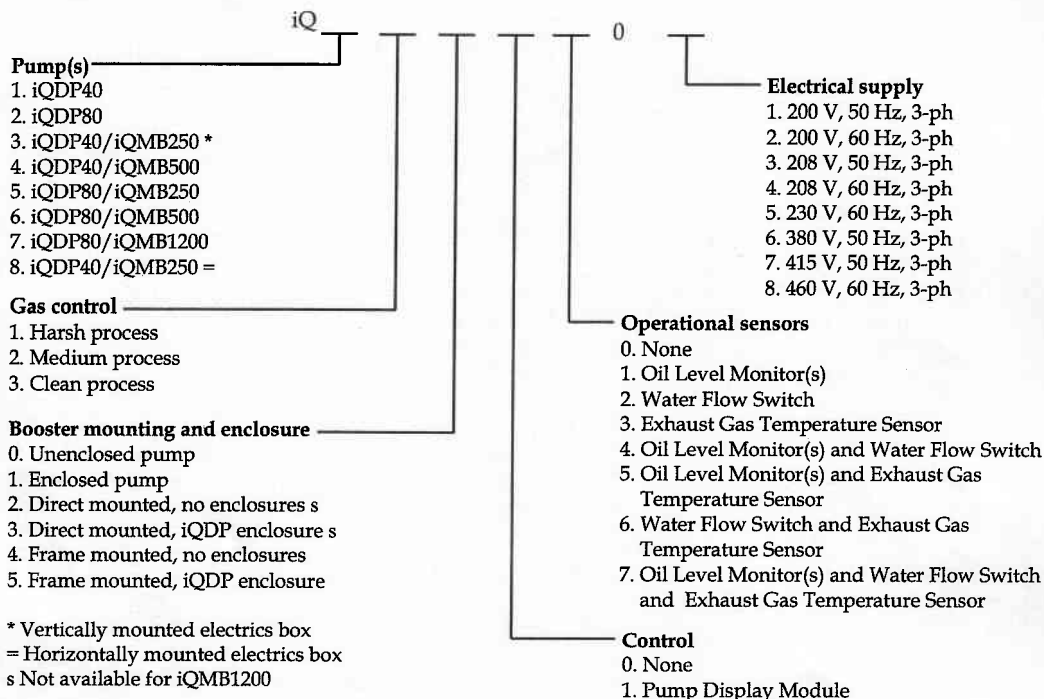 iQ 0
Pump(s)
1. iQDP40
2. iQDP80
3. iQDP40/iQMB250 *
4. iQDP40/iQMB500
5. iQDP80/iQMB250
6. iQDP80/iQMB500
7. iQDP80/iQMB1200
8. iQDP40/iQMB250 =
Gas control
1. Harsh process
2. Medium process
3. Clean process
Booster mounting and enclosure
0. Unenclosed pump
1. Enclosed pump
2. Direct mounted, no enclosures s
3. Direct mounted, iQDP enclosure s
4. Frame mounted, no enclosures
5. Frame mounted, iQDP enclosure
* Vertically mounted electrics box
= Horizontally mounted electrics box
s Not available for iQMB1200
Electrical supply
1. 200 V, 50 Hz, 3-ph
2. 200 V, 60 Hz, 3-ph
3. 208 V, 50 Hz, 3-ph
4. 208 V, 60 Hz, 3-ph
5. 230 V, 60 Hz, 3-ph
6. 380 V, 50 Hz, 3-ph
7. 415 V, 50 Hz, 3-ph
8. 460 V, 60 Hz, 3-ph
Operational sensors
0. None
1. Oil Level Monitor(s)
2. Water Flow Switch
3. Exhaust Gas Temperature Sensor
4. Oil Level Monitor(s) and Water Flow Switch
5. Oil Level Monitor(s) and Exhaust Gas
Temperature Sensor
6. Water Flow Switch and Exhaust Gas
Temperature Sensor
7. Oil Level Monitor(s) and Water Flow Switch
and Exhaust Gas Temperature Sensor
Control
0. None
1. Pump Display Module